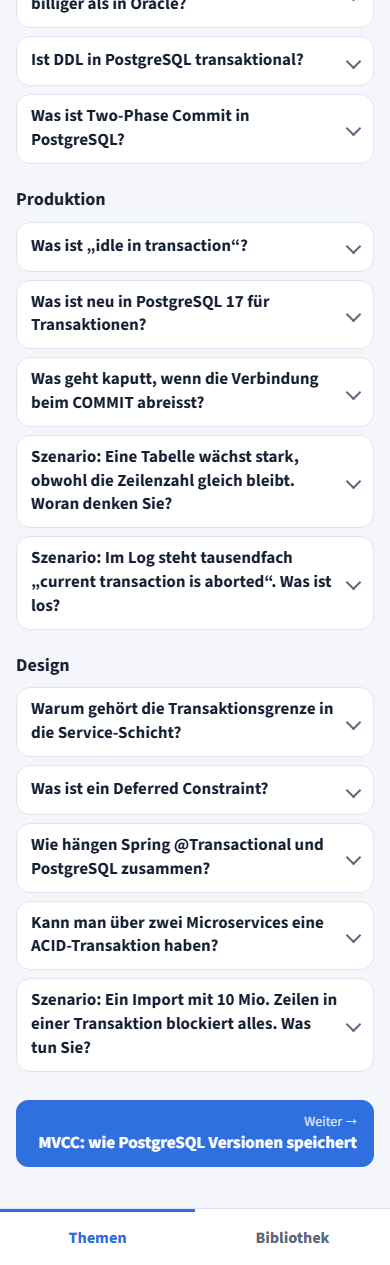 billiger als in Oracle?
Ist DDL in PostgreSQL transaktional?
Was ist Two-Phase Commit in
PostgreSQL?
Produktion
Was ist „idle in transaction“?
Was ist neu in PostgreSQL 17 für
Transaktionen?
Was geht kaputt, wenn die Verbindung
beim COMMIT abreisst?
Szenario: Eine Tabelle wächst stark,
obwohl die Zeilenzahl gleich bleibt.
Woran denken Sie?
Szenario: Im Log steht tausendfach
„current transaction is aborted“. Was ist
los?
Design
Warum gehört die Transaktionsgrenze in
die Service-Schicht?
Was ist ein Deferred Constraint?
Wie hängen Spring @Transactional und
PostgreSQL zusammen?
Kann man über zwei Microservices eine
ACID-Transaktion haben?
Szenario: Ein Import mit 10 Mio. Zeilen in
einer Transaktion blockiert alles. Was
tun Sie?
Weiter →
MVCC: wie PostgreSQL Versionen speichert
Themen
Bibliothek